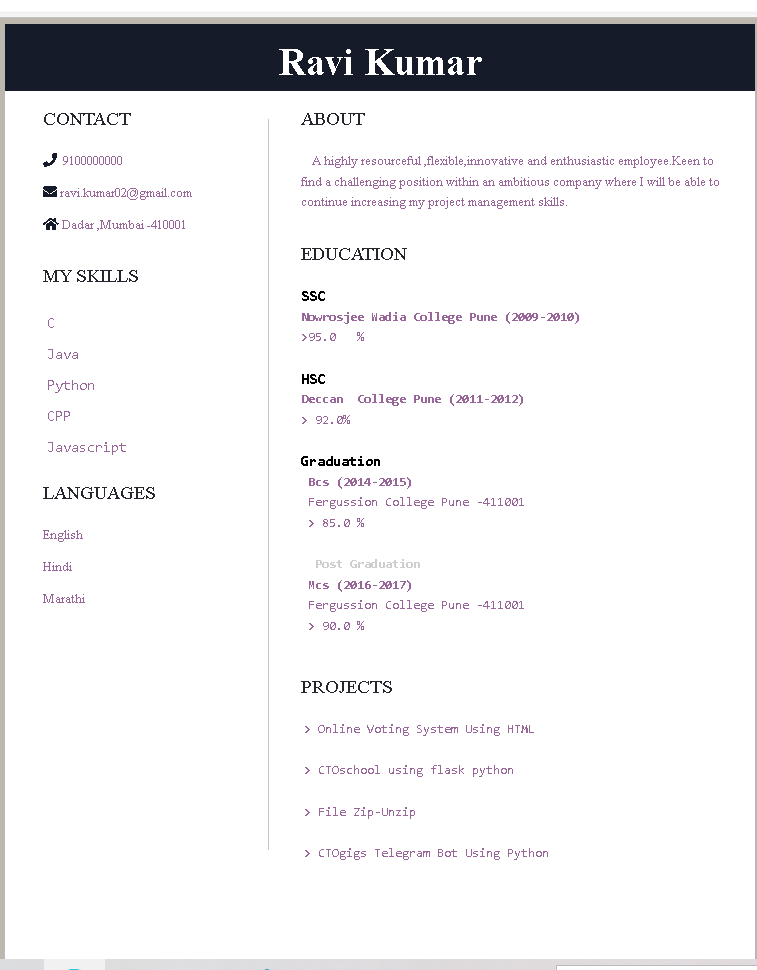 Ravi Kumar
CONTACT
9100000000
ravi.kumar02@gmail.com
Dadar ,Mumbai -410001
MY SKILLS
C
Java
Python
CPP
Javascript
LANGUAGES
English
Hindi
Marathi
ABOUT
A highly resourceful ,flexible,innovative and enthusiastic employee.Keen to
find a challenging position within an ambitious company where I will be able to
continue increasing my project management skills.
EDUCATION
SSC
Nowrosjee Wadia College Pune (2009-2010)
>95.0 %
HSC
Deccan College Pune (2011-2012)
> 92.0%
Graduation
Bcs (2014-2015)
Fergussion College Pune -411001
> 85.0 %
Post Graduation
Mcs (2016-2017)
Fergussion College Pune -411001
> 90.0 %
PROJECTS
> Online Voting System Using HTML
> CTOschool using flask python
> File Zip-Unzip
> CTOgigs Telegram Bot Using Python